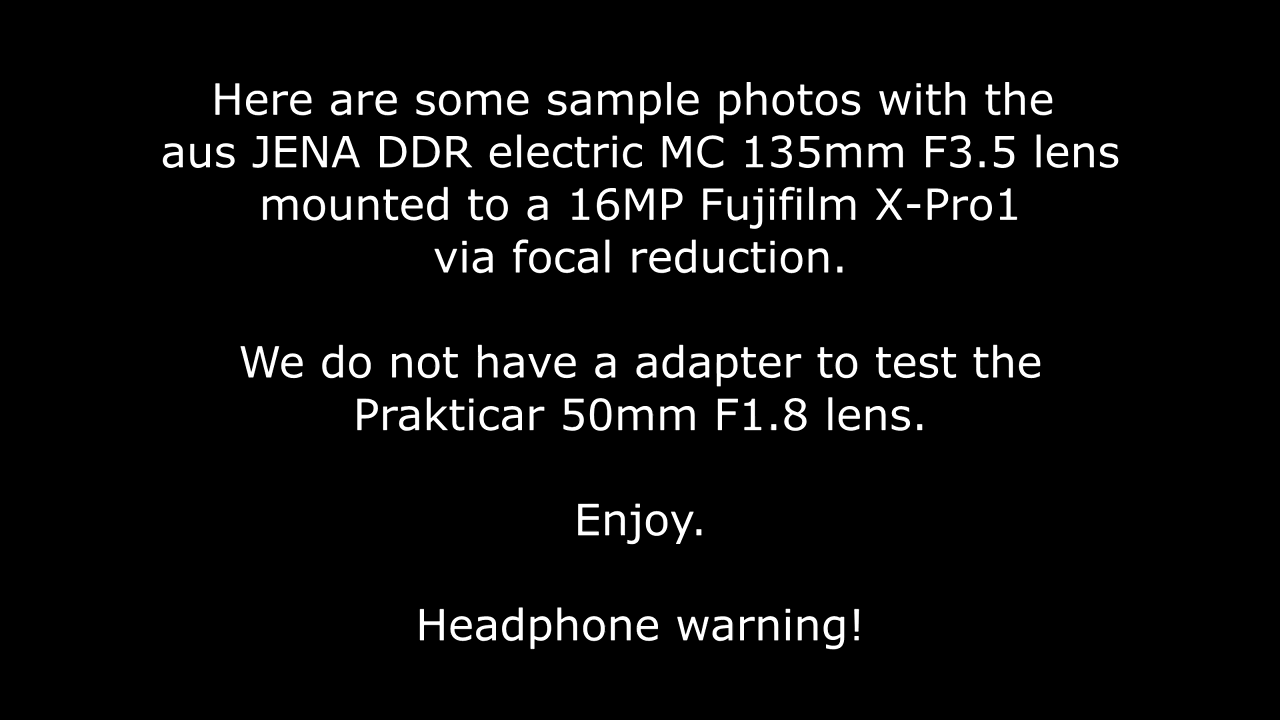 Here are some sample photos with the
aus JENA DDR electric MC 135mm F3.5 lens
mounted to a 16MP Fujifilm X-Pro1
via focal reduction.
We do not have a adapter to test the
Prakticar 50mm F1.8 lens.
Enjoy.
Headphone warning!